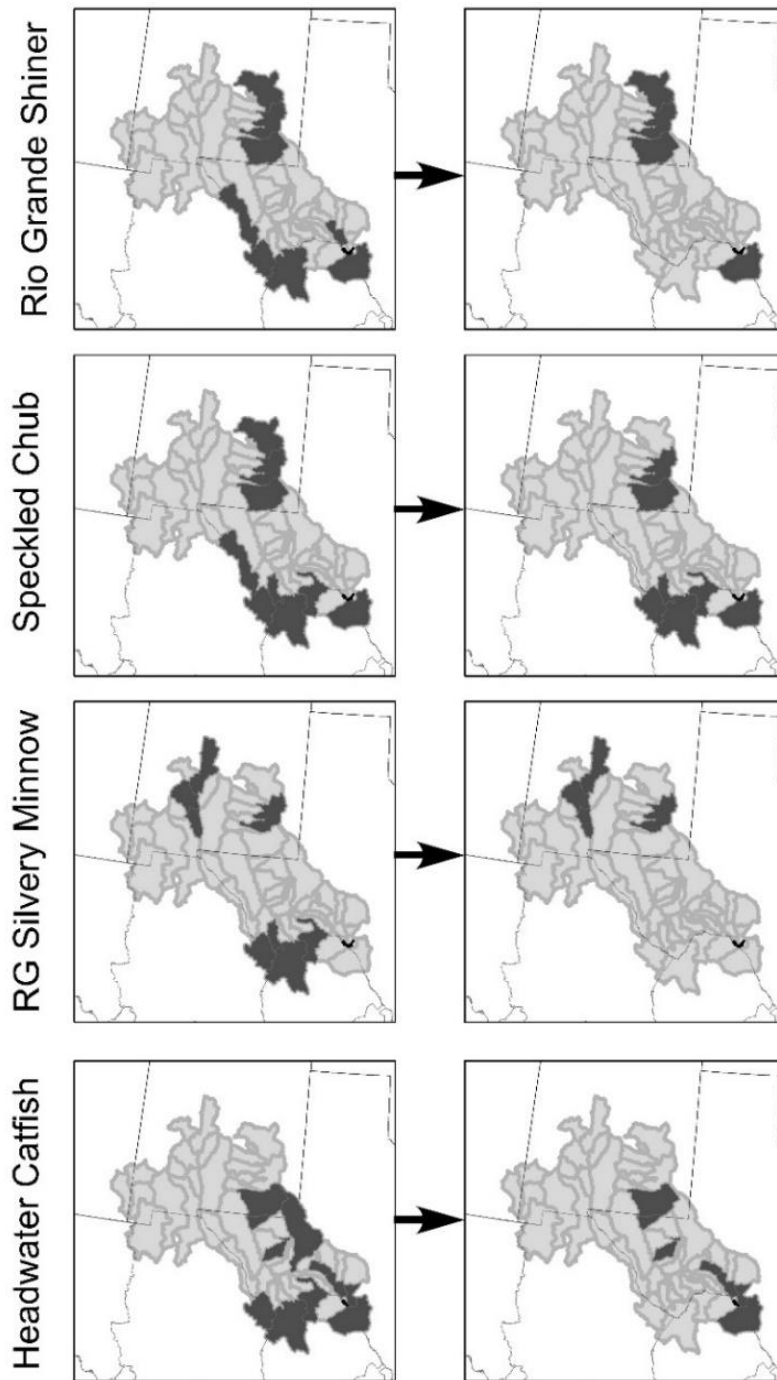 Rio Grande Shiner
Speckled Chub
RG Silvery Minnow
Headwater Catfish